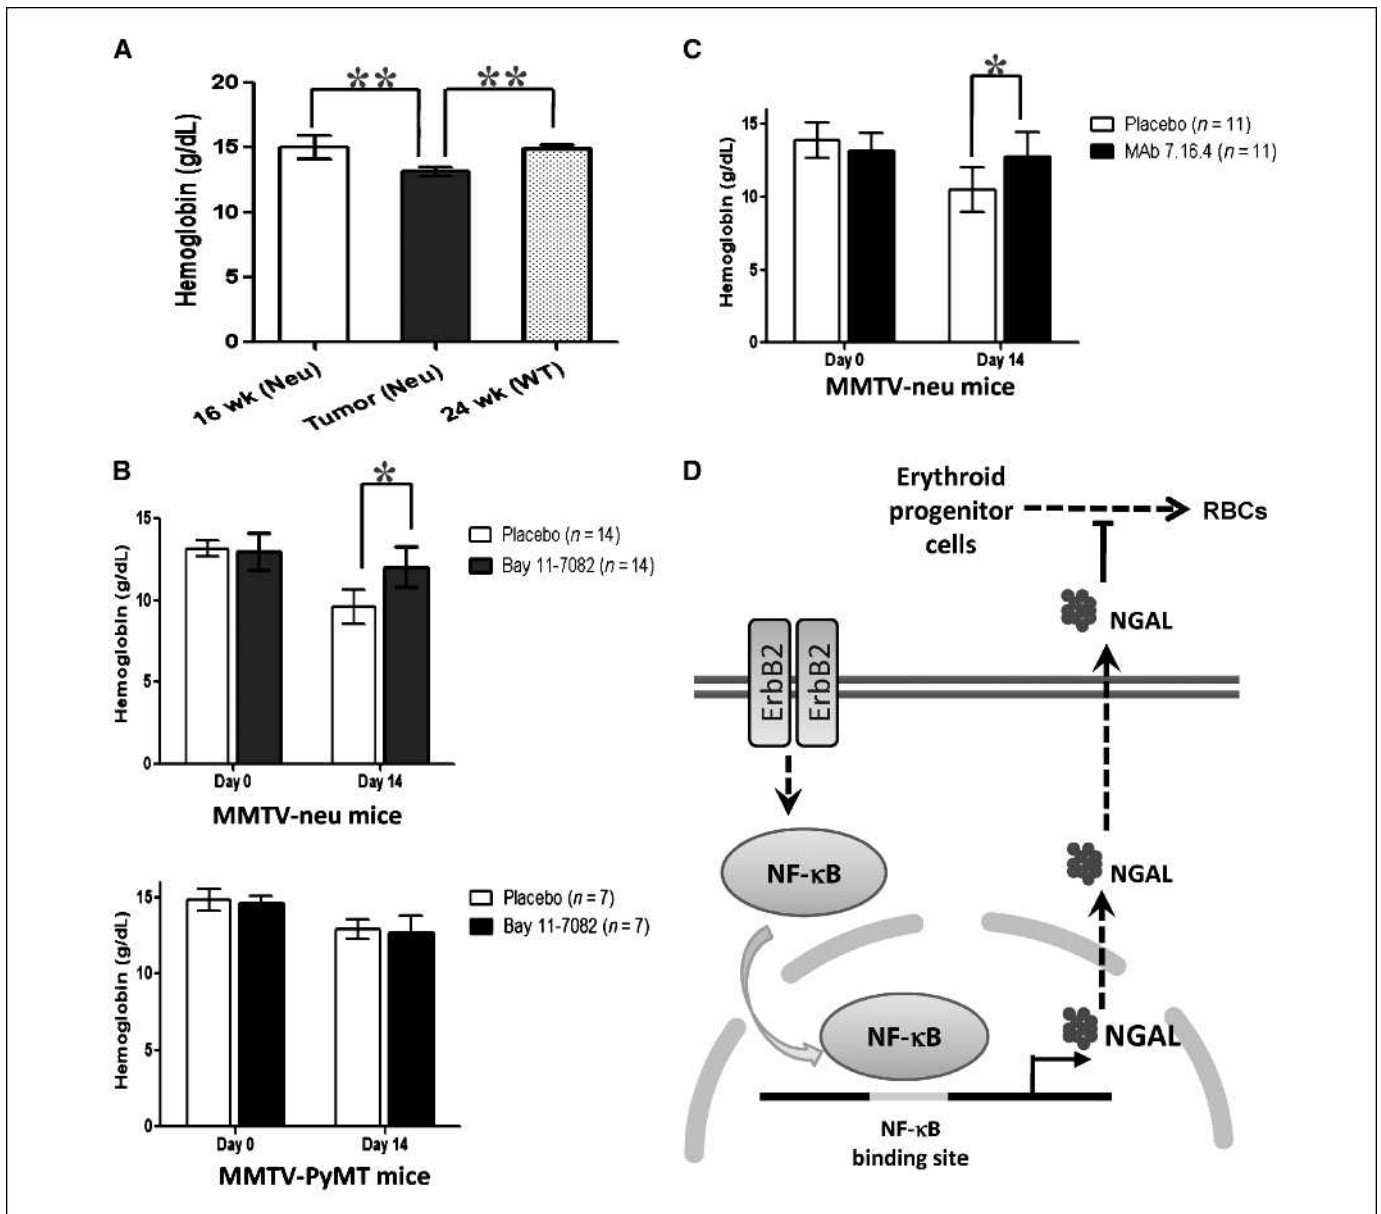 A
Hemoglobin (g/dL)
20
15
10
5
0
** **
16 wk (Neu)
Tumor (Neu)
24 wk (WT)
C
Hemoglobin (g/dL)
15
10
5
0
*
Placebo (n = 11)
MAb 7.16.4 (n = 11)
Day 0 Day 14
MMTV-neu mice
B
Hemoglobin (g/dL)
15
10
5
0
*
Placebo (n = 14)
Bay 11-7082 (n = 14)
Day 0 Day 14
MMTV-neu mice
Hemoglobin (g/dL)
15
10
5
0
Placebo (n = 7)
Bay 11-7082 (n = 7)
Day 0 Day 14
MMTV-PyMT mice
D
Erythroid
progenitor
cells
RBCs
NGAL
ErbB2
ErbB2
NF-κB
NGAL
NF-κB
NGAL
NF-κB
binding site